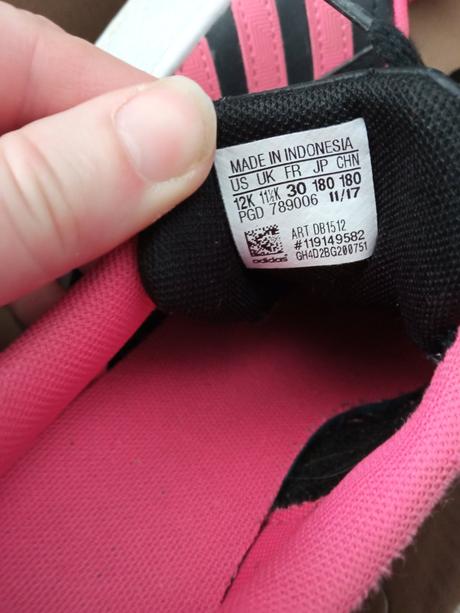 MADE IN INDONESIA
US UK FR JP CHN
12K 11½K 30 180 180
PGD 789006 11/17
ART DB1512
#119149582
adidas GH4D2BG200751